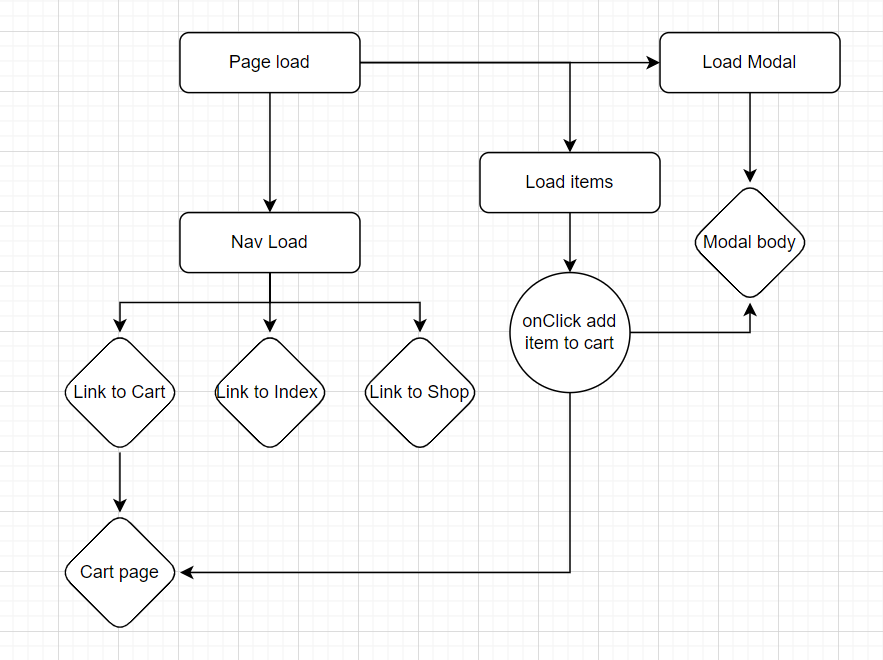 Page load
Load Modal
Load items
Nav Load
Modal body
onClick add
item to cart
Link to Cart
Link to Index
Link to Shop
Cart page